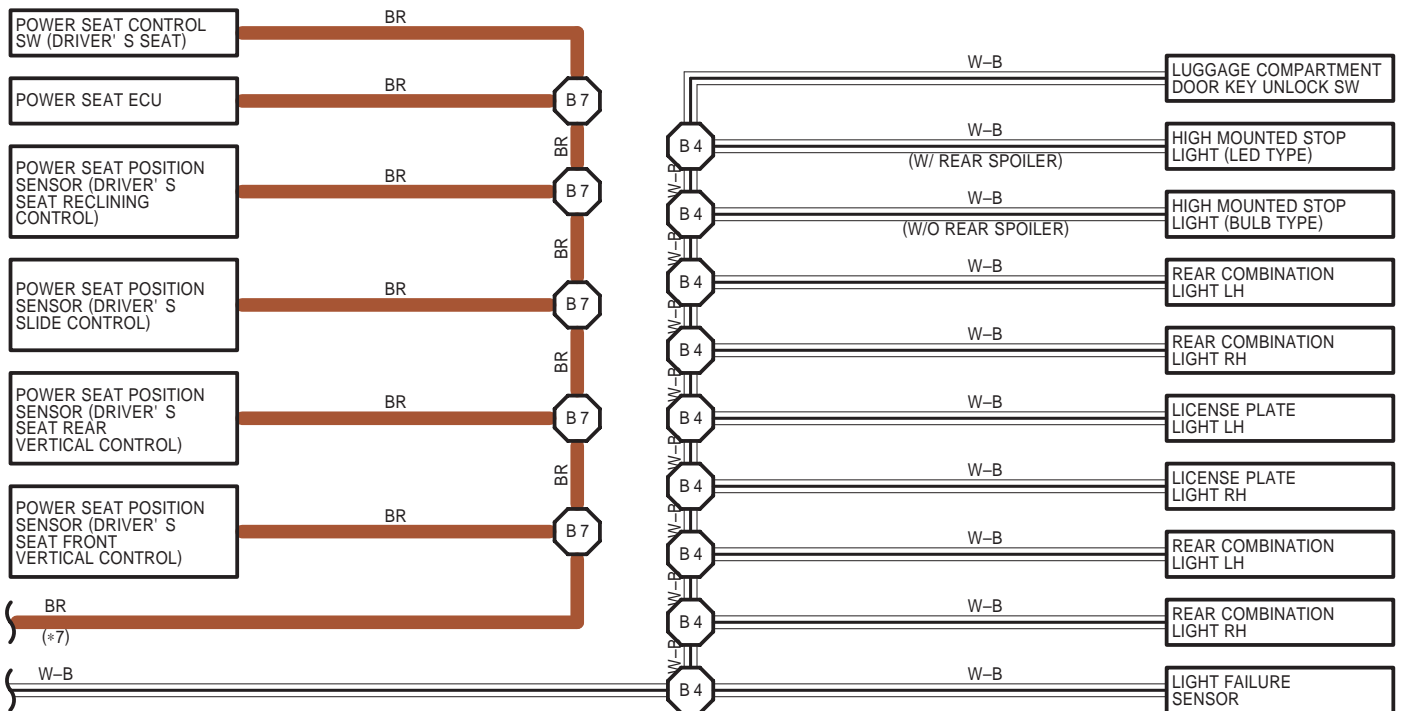 POWER SEAT CONTROL
SW (DRIVER' S SEAT)
BR
POWER SEAT ECU
BR
B 7
BR
POWER SEAT POSITION
SENSOR (DRIVER' S
SEAT RECLINING
CONTROL)
BR
B 7
BR
POWER SEAT POSITION
SENSOR (DRIVER' S
SLIDE CONTROL)
BR
B 7
BR
POWER SEAT POSITION
SENSOR (DRIVER' S
SEAT REAR
VERTICAL CONTROL)
BR
B 7
BR
POWER SEAT POSITION
SENSOR (DRIVER' S
SEAT FRONT
VERTICAL CONTROL)
BR
B 7
BR
(*7)
W–B
W–B
LUGGAGE COMPARTMENT
DOOR KEY UNLOCK SW
B 4
W–B
(W/ REAR SPOILER)
HIGH MOUNTED STOP
LIGHT (LED TYPE)
W–B
B 4
W–B
(W/O REAR SPOILER)
HIGH MOUNTED STOP
LIGHT (BULB TYPE)
W–B
B 4
W–B
REAR COMBINATION
LIGHT LH
W–B
B 4
W–B
REAR COMBINATION
LIGHT RH
W–B
B 4
W–B
LICENSE PLATE
LIGHT LH
W–B
B 4
W–B
LICENSE PLATE
LIGHT RH
W–B
B 4
W–B
REAR COMBINATION
LIGHT LH
W–B
B 4
W–B
REAR COMBINATION
LIGHT RH
W–B
B 4
W–B
LIGHT FAILURE
SENSOR